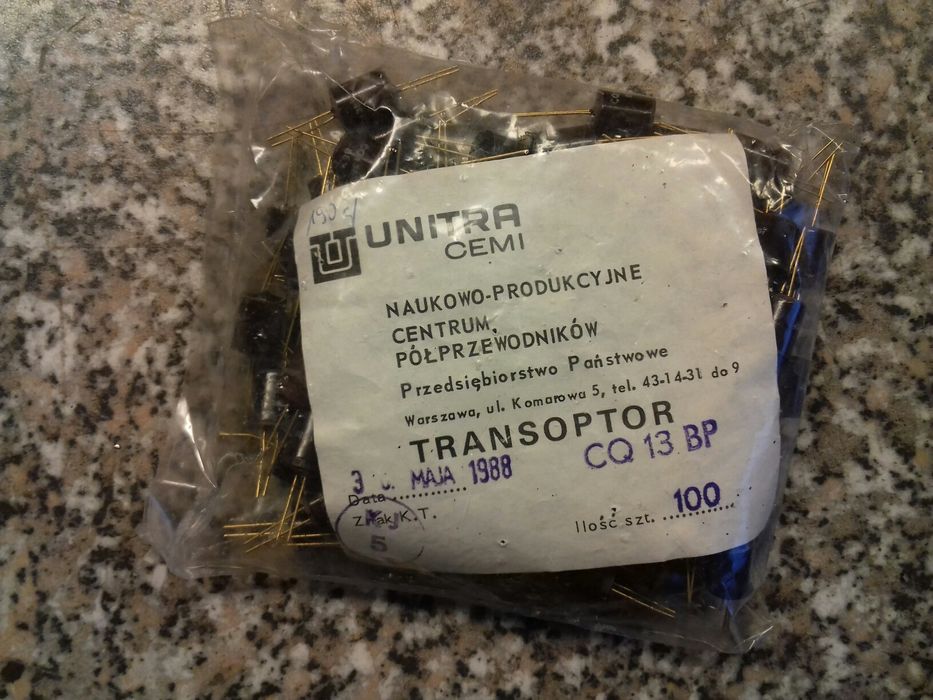 UNITRA
CEMI
NAUKOWO-PRODUKCYJNE
CENTRUM
PÓŁPRZEWODNIKÓW
Przedsiębiorstwo Państwowe
Warszawa, ul. Komarowa 5, tel. 43-14-31 do 9
TRANSOPTOR
CQ 13 BP
MAJA 1988
Data
Znak K.T.
5
Ilość szt. 100